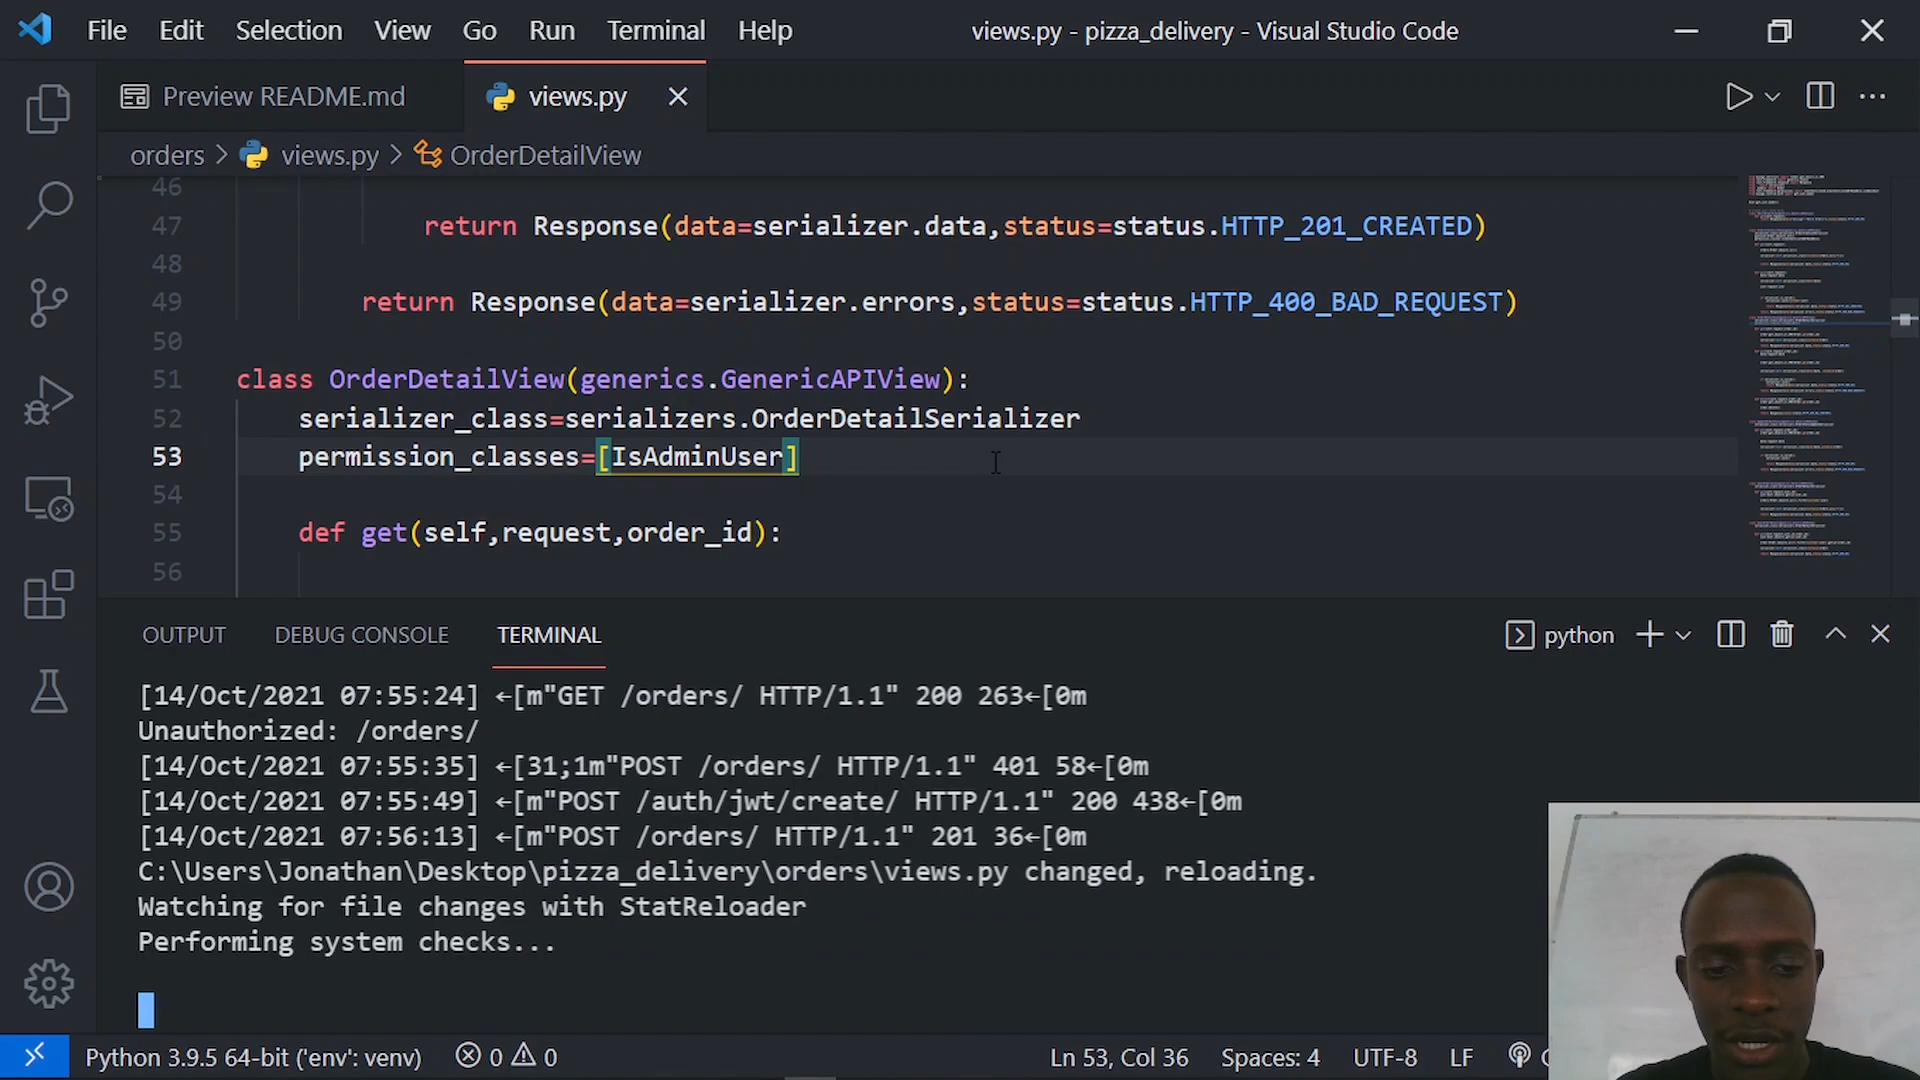 File Edit Selection View Go Run Terminal Help views.py - pizza_delivery - Visual Studio Code
Preview README.md views.py
orders > views.py > OrderDetailView
46
47 return Response(data=serializer.data,status=status.HTTP_201_CREATED)
48
49 return Response(data=serializer.errors,status=status.HTTP_400_BAD_REQUEST)
50
51 class OrderDetailView(generics.GenericAPIView):
52 serializer_class=serializers.OrderDetailSerializer
53 permission_classes=[IsAdminUser]
54
55 def get(self,request,order_id):
56
OUTPUT DEBUG CONSOLE TERMINAL python
[14/Oct/2021 07:55:24] ←[m"GET /orders/ HTTP/1.1" 200 263←[0m
Unauthorized: /orders/
[14/Oct/2021 07:55:35] ←[31;1m"POST /orders/ HTTP/1.1" 401 58←[0m
[14/Oct/2021 07:55:49] ←[m"POST /auth/jwt/create/ HTTP/1.1" 200 438←[0m
[14/Oct/2021 07:56:13] ←[m"POST /orders/ HTTP/1.1" 201 36←[0m
C:\Users\Jonathan\Desktop\pizza_delivery\orders\views.py changed, reloading.
Watching for file changes with StatReloader
Performing system checks...
Python 3.9.5 64-bit ('env': venv) 0 0 Ln 53, Col 36 Spaces: 4 UTF-8 LF